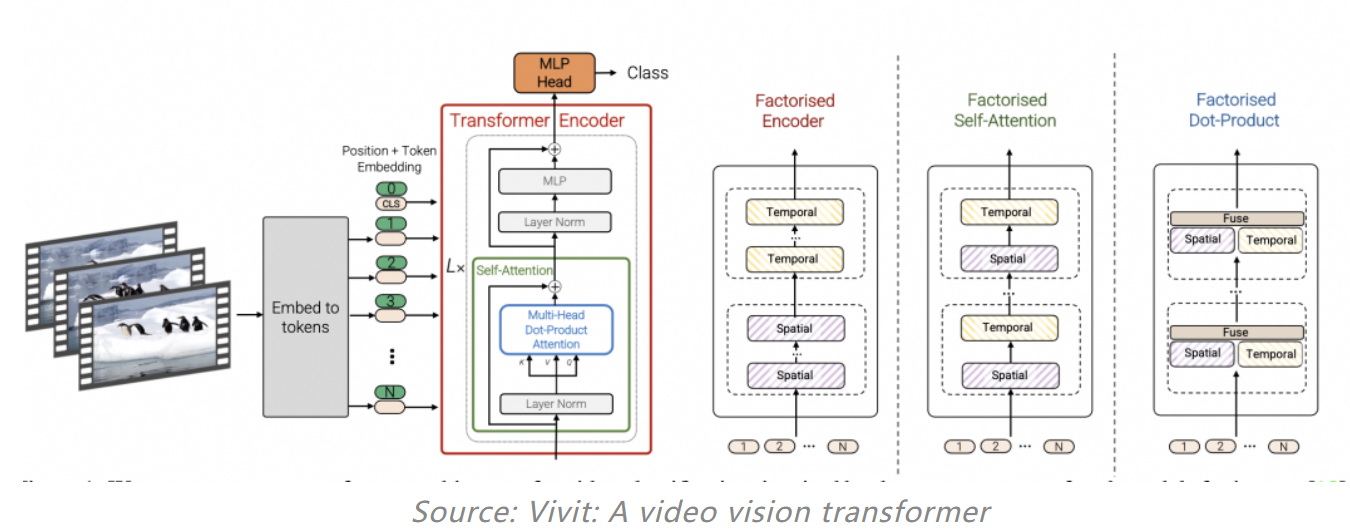 MLP
Head
Class
Transformer Encoder
Position + Token
Embedding
0
CLS
1
2
3
N
Embed to
tokens
L×
MLP
Layer Norm
Self-Attention
Multi-Head
Dot-Product
Attention
K V Q
Layer Norm
Factorised
Encoder
Temporal
...
Temporal
Spatial
...
Spatial
1 2 ... N
Factorised
Self-Attention
Temporal
Spatial
...
Temporal
Spatial
1 2 ... N
Factorised
Dot-Product
Fuse
Spatial Temporal
...
Fuse
Spatial Temporal
1 2 ... N
Source: Vivit: A video vision transformer